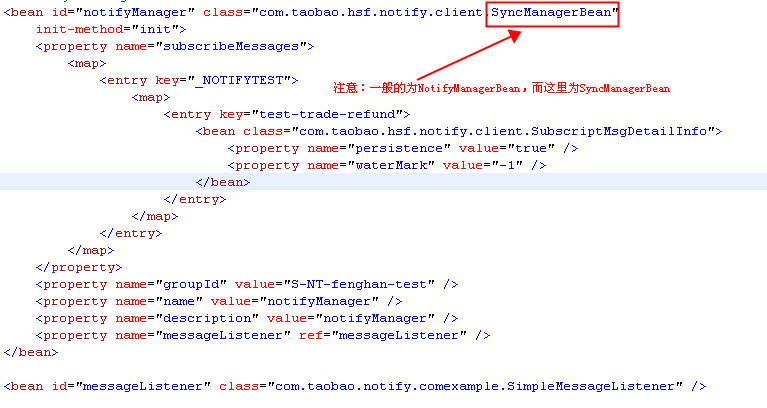 <bean id="notifyManager" class="com.taobao.hsf.notify.client.SyncManagerBean"
init-method="init">
<property name="subscribeMessages">
<map>
<entry key="_NOTIFYTEST">
注意：一般的为NotifyManagerBean，而这里为SyncManagerBean
<map>
<entry key="test-trade-refund">
<bean class="com.taobao.hsf.notify.client.SubscriptMsgDetailInfo">
<property name="persistence" value="true" />
<property name="waterMark" value="-1" />
</bean>
</entry>
</map>
</entry>
</map>
</property>
<property name="groupId" value="S-NT-fenghan-test" />
<property name="name" value="notifyManager" />
<property name="description" value="notifyManager" />
<property name="messageListener" ref="messageListener" />
</bean>
<bean id="messageListener" class="com.taobao.notify.comexample.SimpleMessageListener" />